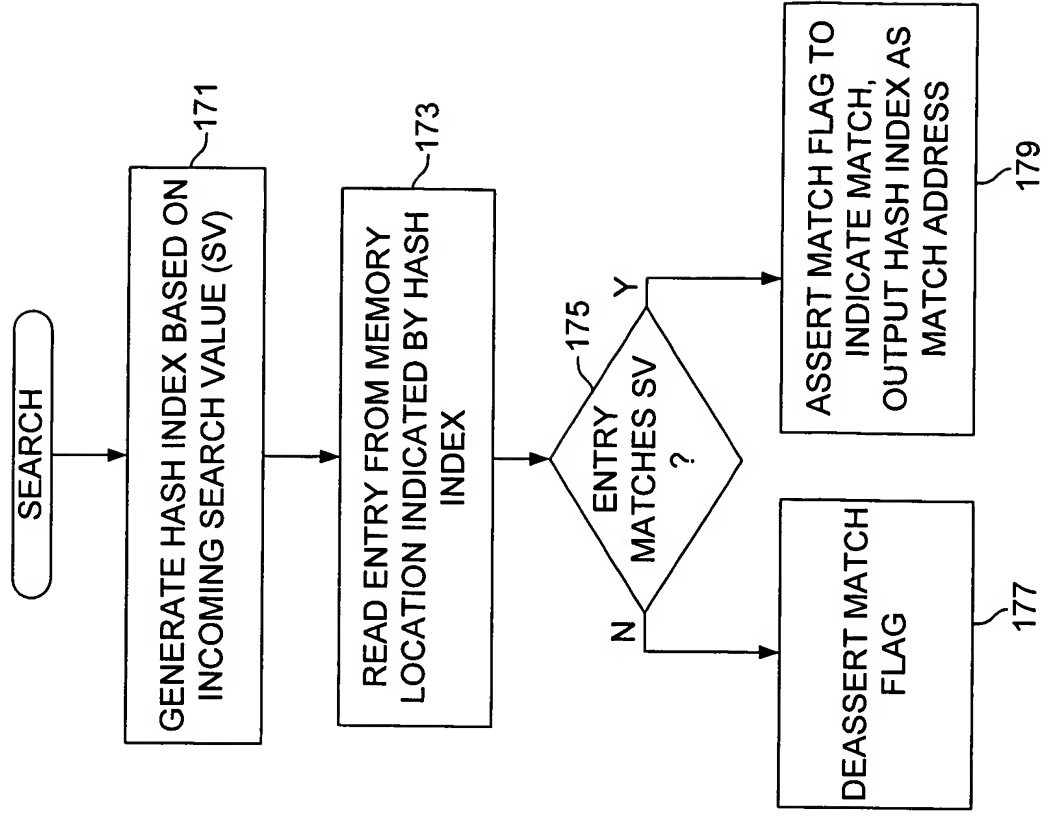 SEARCH
GENERATE HASH INDEX BASED ON
INCOMING SEARCH VALUE (SV)
171
READ ENTRY FROM MEMORY
LOCATION INDICATED BY HASH
INDEX
173
ENTRY
MATCHES SV
?
175
N
Y
DEASSERT MATCH
FLAG
177
ASSERT MATCH FLAG TO
INDICATE MATCH,
OUTPUT HASH INDEX AS
MATCH ADDRESS
179